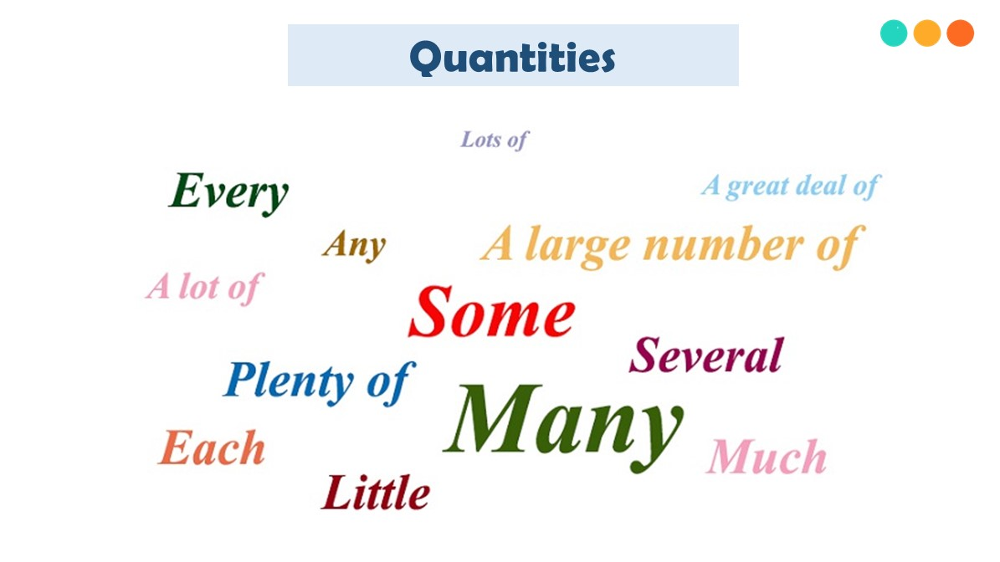 Quantities
Lots of
Every
A great deal of
Any
A large number of
A lot of
Some
Several
Plenty of
Many
Each
Much
Little